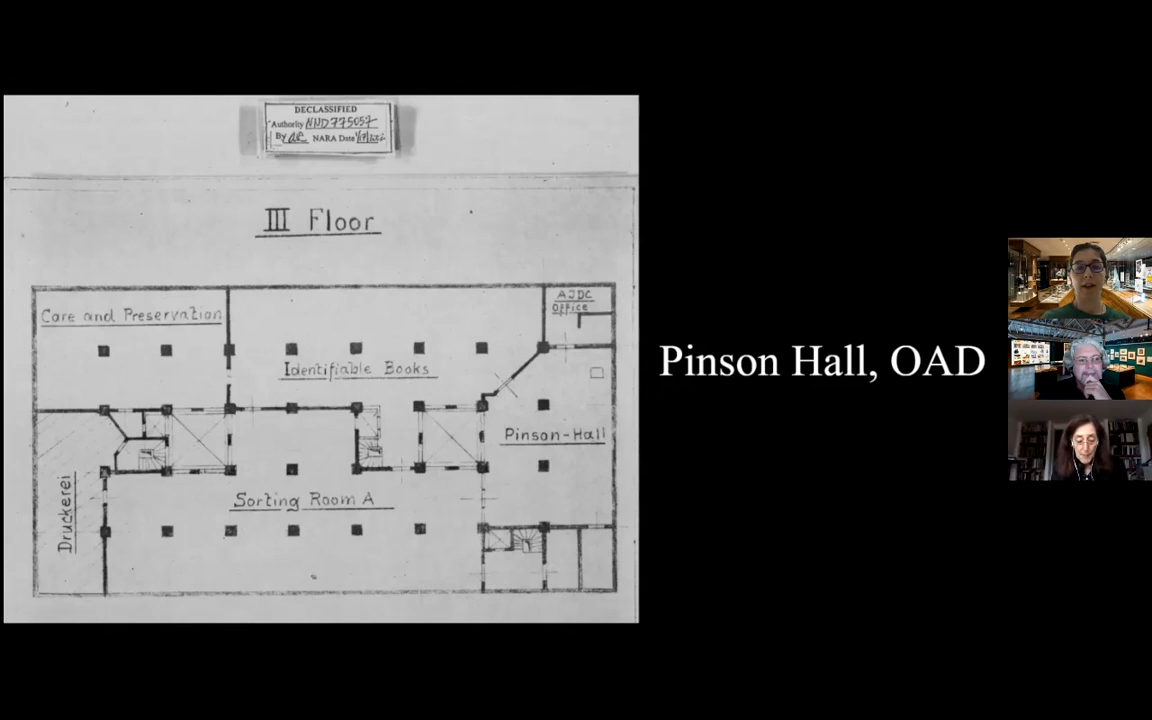 DECLASSIFIED
Authority NND775057
By NARA Date
III Floor
AJDC
Office
Care and Preservation
Identifiable Books
Pinson-Hall
Sorting Room A
Druckerei
Pinson Hall, OAD